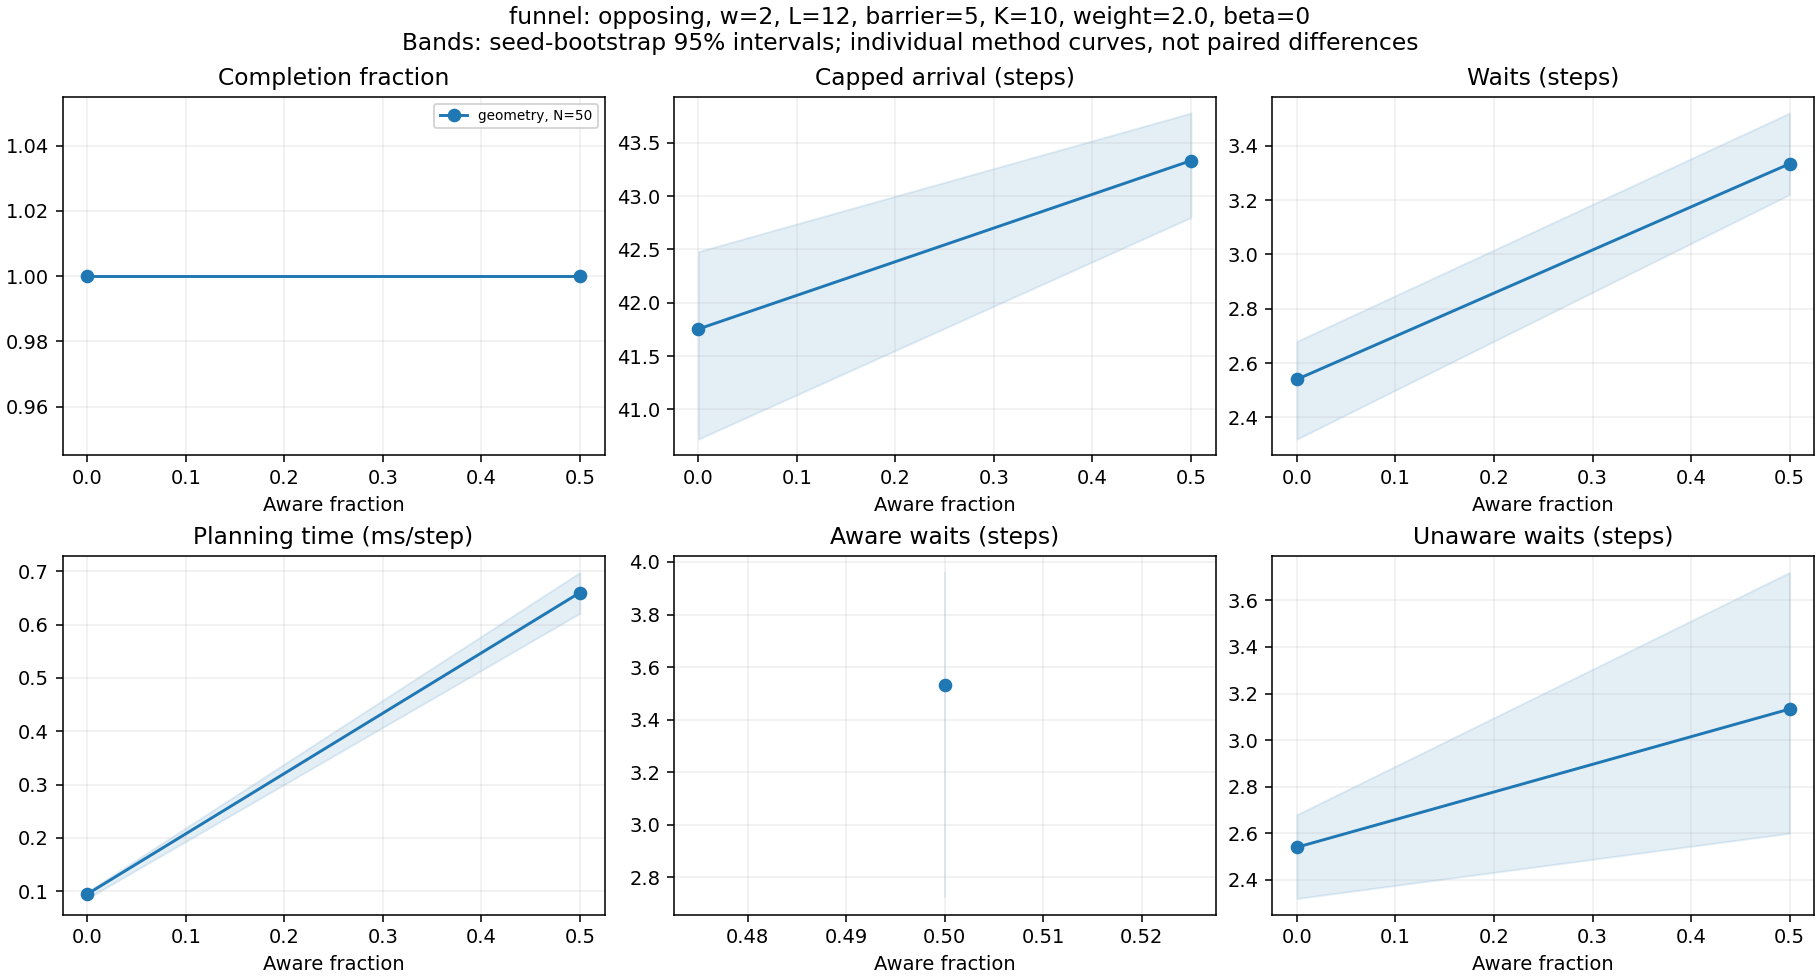 funnel: opposing, w=2, L=12, barrier=5, K=10, weight=2.0, beta=0
Bands: seed-bootstrap 95% intervals; individual method curves, not paired differences
Completion fraction
geometry, N=50
1.04
1.02
1.00
0.98
0.96
0.0 0.1 0.2 0.3 0.4 0.5
Aware fraction
Capped arrival (steps)
43.5
43.0
42.5
42.0
41.5
41.0
0.0 0.1 0.2 0.3 0.4 0.5
Aware fraction
Waits (steps)
3.4
3.2
3.0
2.8
2.6
2.4
0.0 0.1 0.2 0.3 0.4 0.5
Aware fraction
Planning time (ms/step)
0.7
0.6
0.5
0.4
0.3
0.2
0.1
0.0 0.1 0.2 0.3 0.4 0.5
Aware fraction
Aware waits (steps)
4.0
3.8
3.6
3.4
3.2
3.0
2.8
0.48 0.49 0.50 0.51 0.52
Aware fraction
Unaware waits (steps)
3.6
3.4
3.2
3.0
2.8
2.6
2.4
0.0 0.1 0.2 0.3 0.4 0.5
Aware fraction